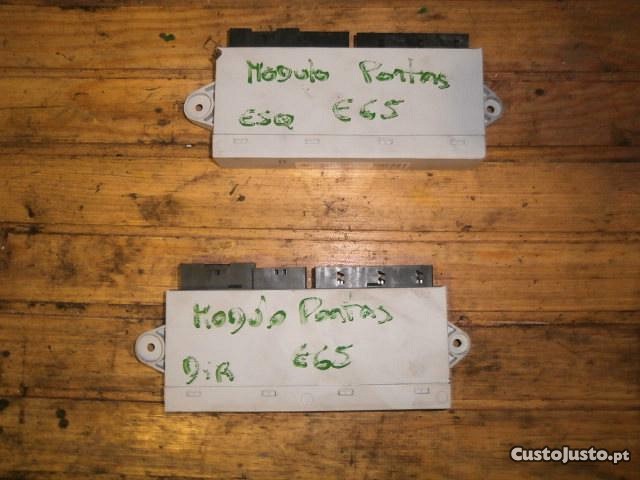 MODULO Portas
ESQ E65
MODULO Portas
DiR E65
CustoJusto.pt